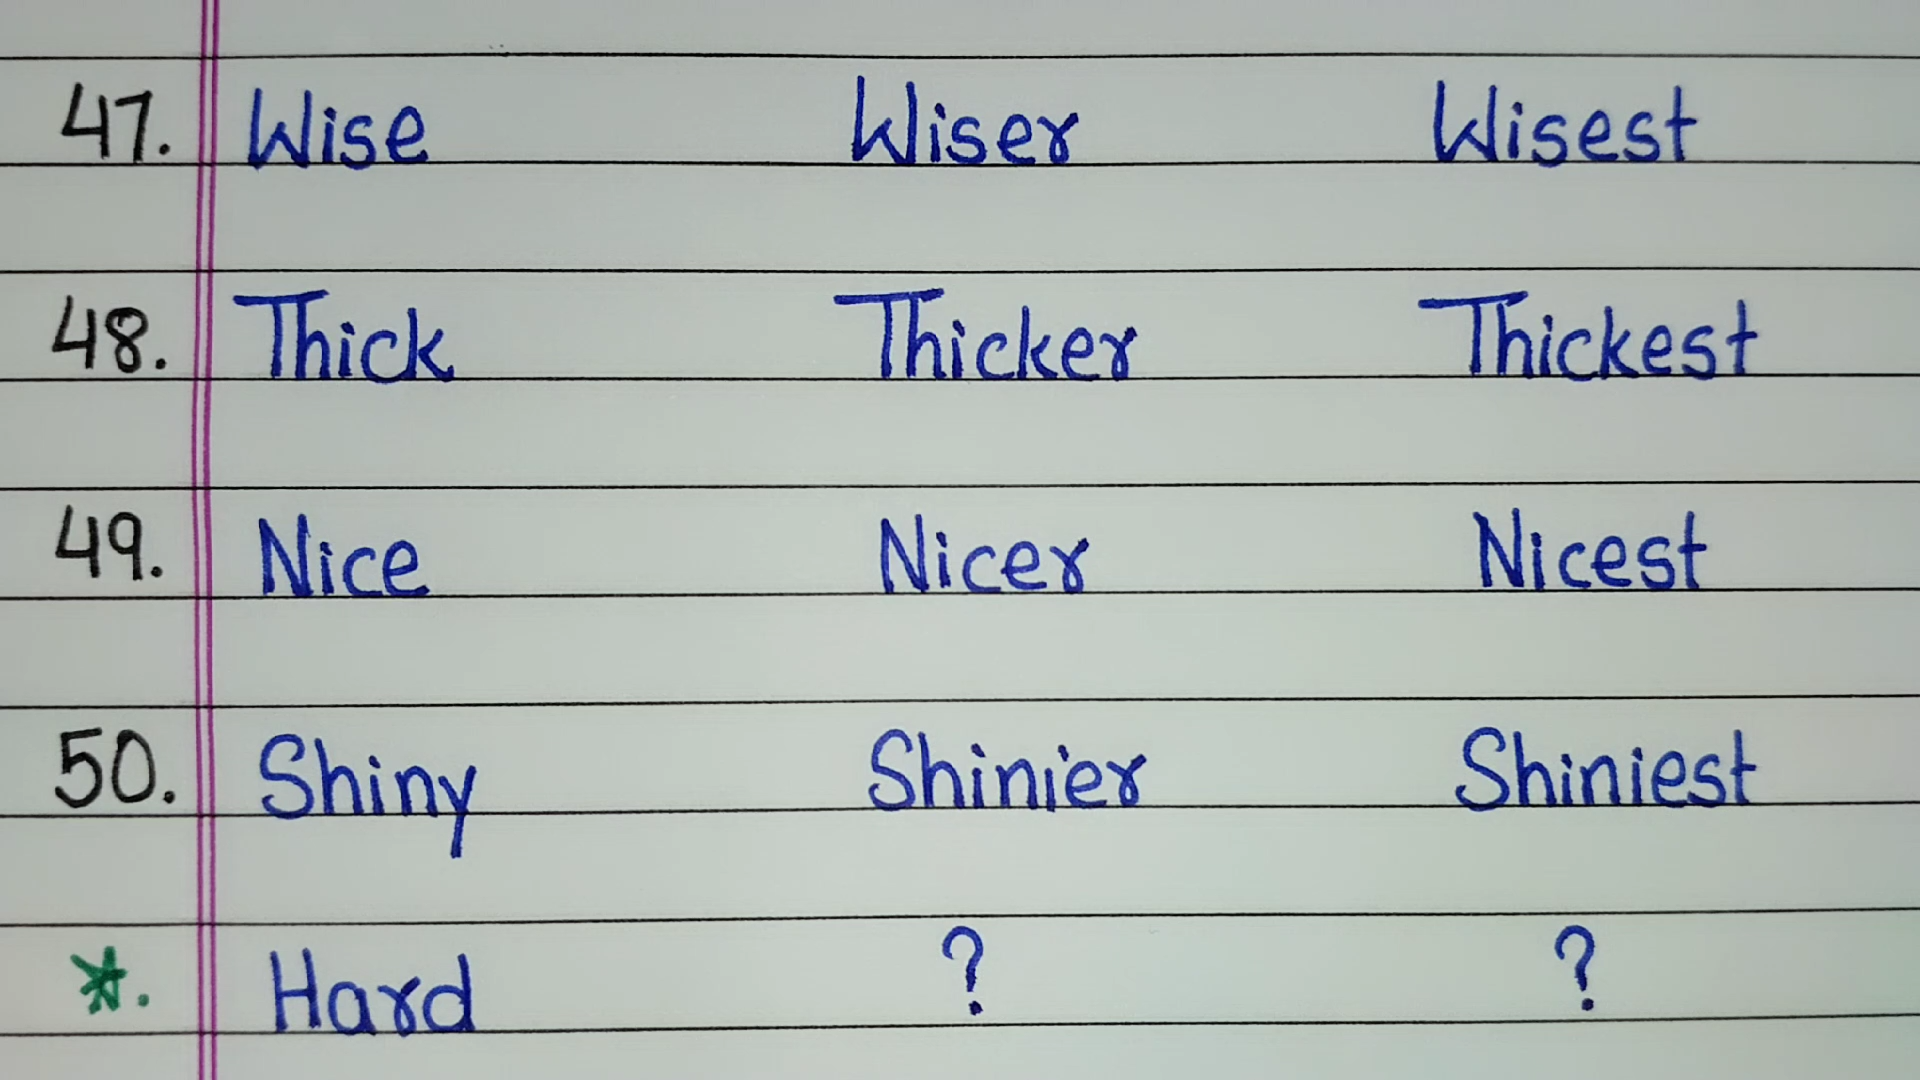 47. Wise Wiser Wisest
48. Thick Thicker Thickest
49. Nice Nicer Nicest
50. Shiny Shinier Shiniest
*. Hard ? ?